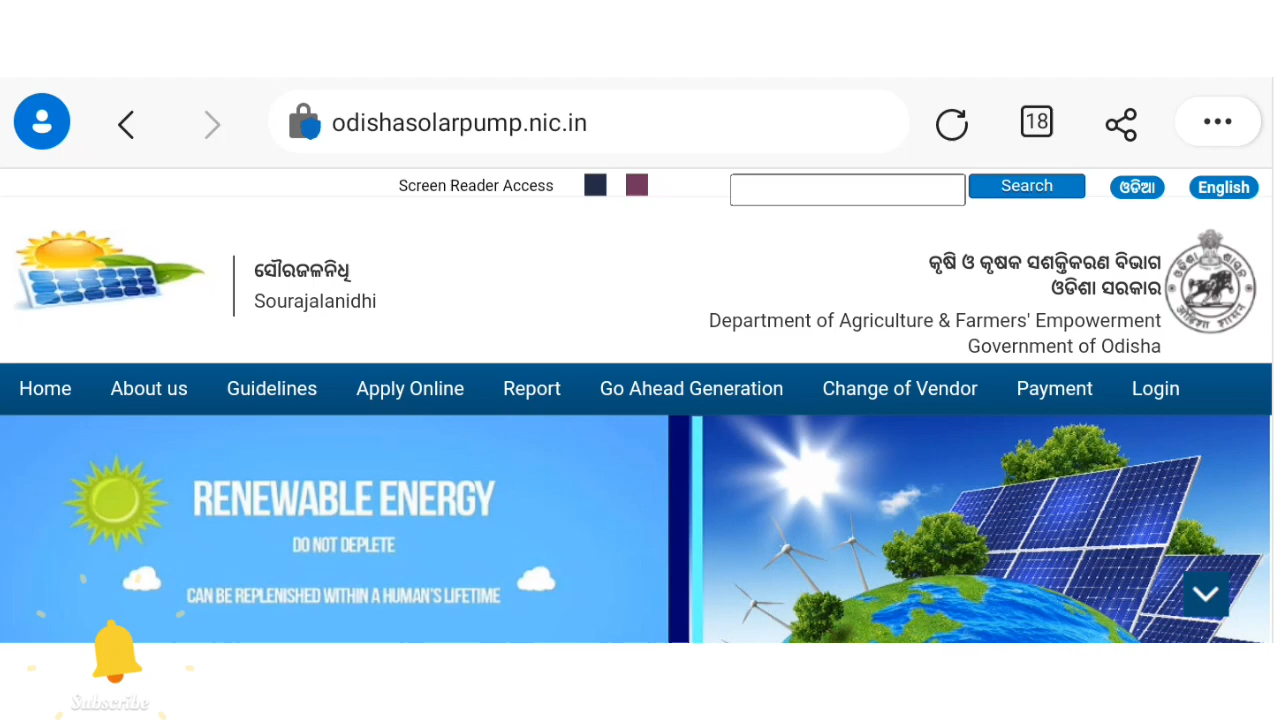 odishasolarpump.nic.in
18
Screen Reader Access
Search
ଓଡିଆ
English
ସୌରଜଳନିଧି
Sourajalanidhi
କୃଷି ଓ କୃଷକ ସଶକ୍ତିକରଣ ବିଭାଗ
ଓଡିଶା ସରକାର
Department of Agriculture & Farmers' Empowerment
Government of Odisha
Home About us Guidelines Apply Online Report Go Ahead Generation Change of Vendor Payment Login
RENEWABLE ENERGY
DO NOT DEPLETE
CAN BE REPLENISHED WITHIN A HUMAN'S LIFETIME
Subscribe